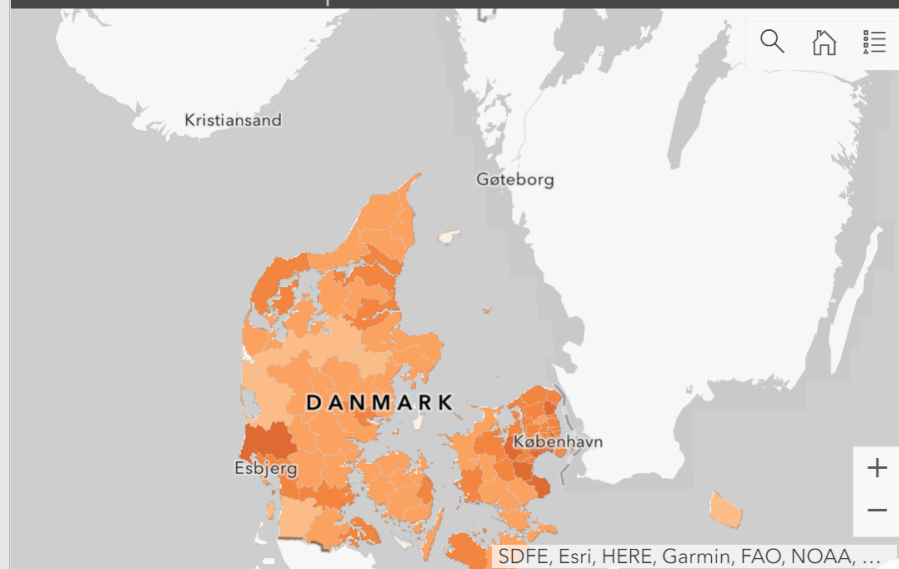 Kristiansand
Gøteborg
DANMARK
København
Esbjerg
SDFE, Esri, HERE, Garmin, FAO, NOAA, ...